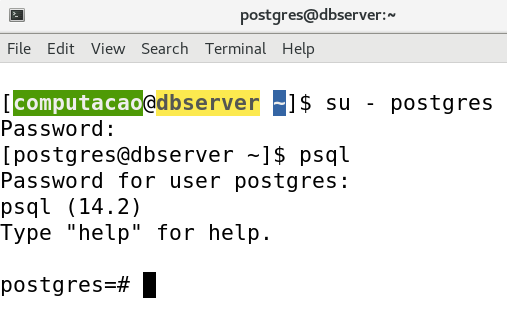 postgres@dbserver:~
File Edit View Search Terminal Help
[computacao@dbserver ~]$ su - postgres
Password:
[postgres@dbserver ~]$ psql
Password for user postgres:
psql (14.2)
Type "help" for help.
postgres=#